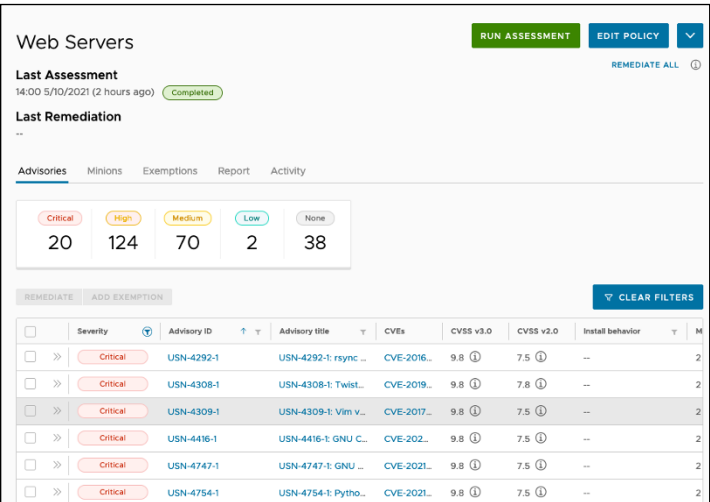 Web Servers
RUN ASSESSMENT
EDIT POLICY
REMEDIATE ALL
Last Assessment
14:00 5/10/2021 (2 hours ago) Completed
Last Remediation
--
Advisories Minions Exemptions Report Activity
Critical High Medium Low None
20 124 70 2 38
REMEDIATE ADD EXEMPTION CLEAR FILTERS
Severity Advisory ID Advisory title CVEs CVSS v3.0 CVSS v2.0 Install behavior M
Critical USN-4292-1 USN-4292-1: rsync ... CVE-2016... 9.8 7.5 -- 2
Critical USN-4308-1 USN-4308-1: Twist... CVE-2019... 9.8 7.8 -- 2
Critical USN-4309-1 USN-4309-1: Vim v... CVE-2017... 9.8 7.5 -- 2
Critical USN-4416-1 USN-4416-1: GNU C... CVE-202... 9.8 7.5 -- 2
Critical USN-4747-1 USN-4747-1: GNU ... CVE-2021... 9.8 7.5 -- 2
Critical USN-4754-1 USN-4754-1: Pytho... CVE-2021... 9.8 7.5 -- 2